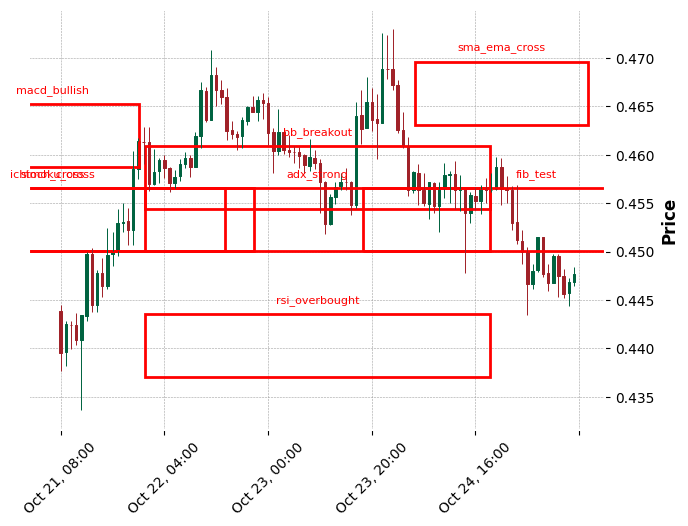 sma_ema_cross
0.470
macd_bullish
0.465
bb_breakout
0.460
adx_strong
fib_test
0.455
0.450
rsi_overbought
0.445
0.440
0.435
Price
Oct 21, 08:00
Oct 22, 04:00
Oct 23, 00:00
Oct 23, 20:00
Oct 24, 16:00